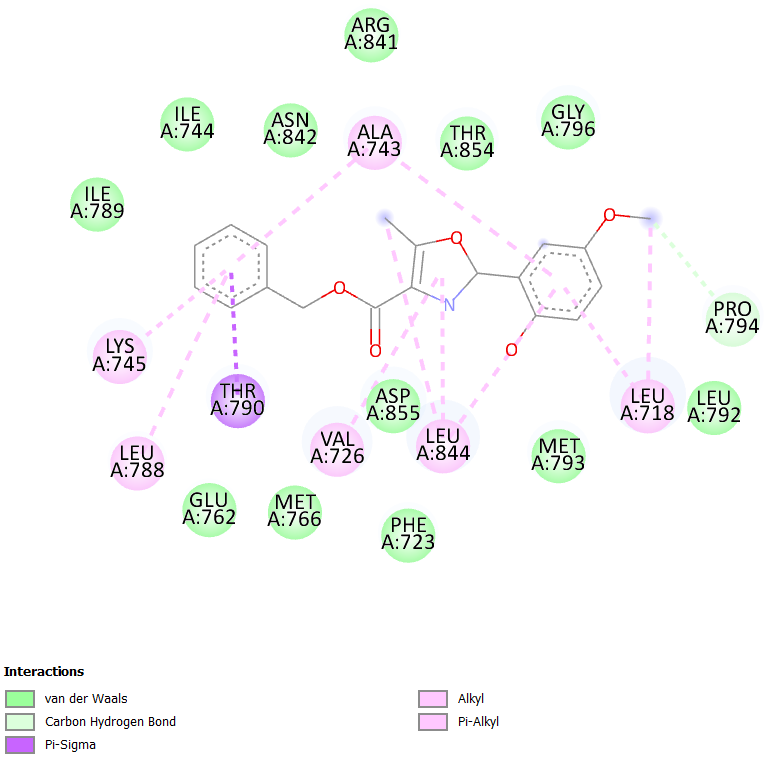 ARG
A:841
ILE
A:744
ASN
A:842
ALA
A:743
THR
A:854
GLY
A:796
ILE
A:789
O
O
O
N
O
O
PRO
A:794
LYS
A:745
THR
A:790
ASP
A:855
LEU
A:718
LEU
A:792
LEU
A:788
VAL
A:726
LEU
A:844
MET
A:793
GLU
A:762
MET
A:766
PHE
A:723
Interactions
van der Waals
Carbon Hydrogen Bond
Pi-Sigma
Alkyl
Pi-Alkyl